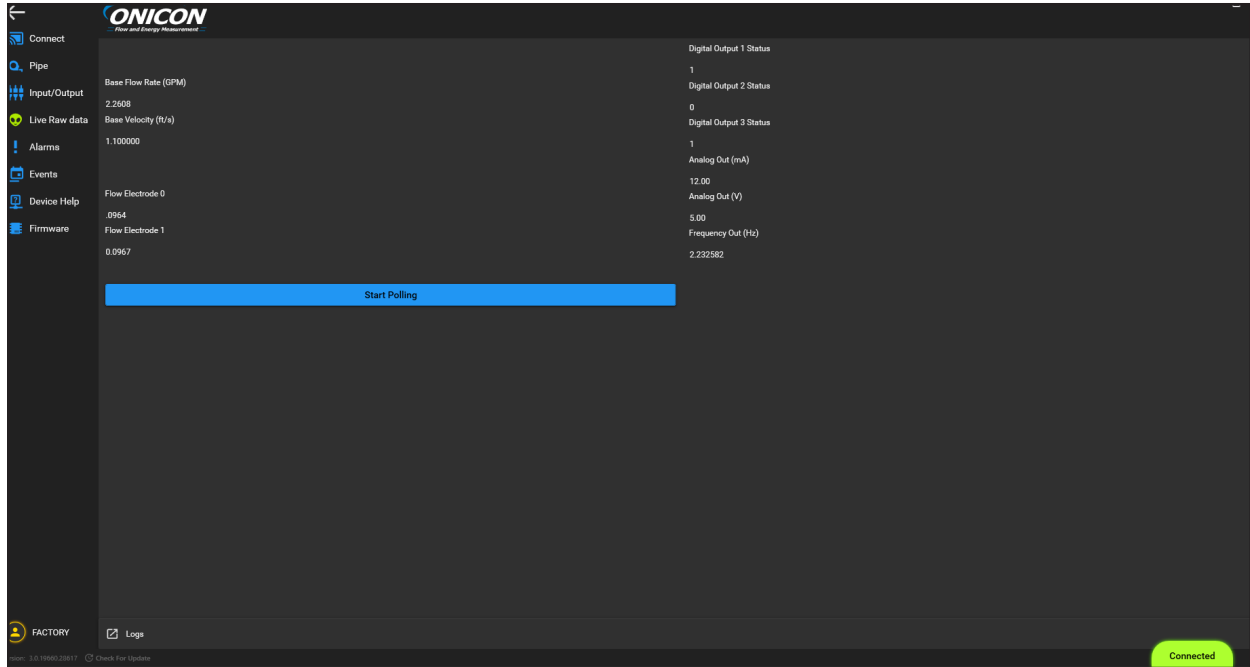 ONICON
Flow and Energy Measurement
Connect
Pipe
Input/Output
Live Raw data
Alarms
Events
Device Help
Firmware
Base Flow Rate (GPM)
2.2608
Base Velocity (ft/s)
1.100000
Flow Electrode 0
.0964
Flow Electrode 1
0.0967
Start Polling
Digital Output 1 Status
1
Digital Output 2 Status
0
Digital Output 3 Status
1
Analog Out (mA)
12.00
Analog Out (V)
5.00
Frequency Out (Hz)
2.232582
FACTORY
Logs
Check For Update
Connected